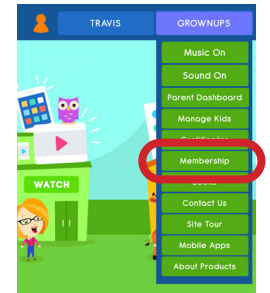 TRAVIS
GROWNUPS
Music On
Sound On
Parent Dashboard
Manage Kids
Membership
WATCH
Contact Us
Site Tour
Mobile Apps
About Products